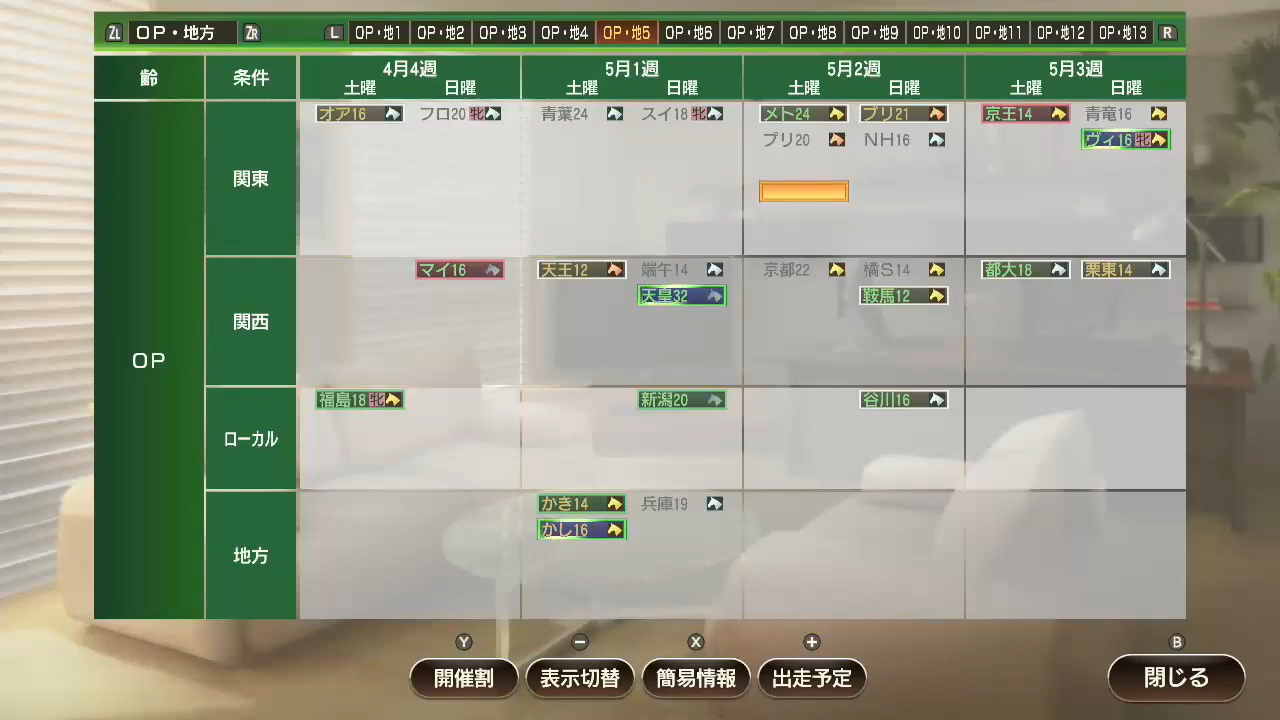 ZL OP・地方 ZR L OP・地1 OP・地2 OP・地3 OP・地4 OP・地5 OP・地6 OP・地7 OP・地8 OP・地9 OP・地10 OP・地11 OP・地12 OP・地13 R
齢 条件 4月4週 5月1週 5月2週 5月3週
土曜 日曜 土曜 日曜 土曜 日曜 土曜 日曜
オア16 フロ20牝 青葉24 スイ18牝 メト24 ブリ21 京王14 青竜16
プリ20 NH16 ヴィ16牝
関東
マイ16 天王12 端午14 京都22 橘S14 都大18 栗東14
天皇32 鞍馬12
関西
OP
福島18牝 新潟20 谷川16
ローカル
かき14 兵庫19
かし16
地方
Y − X + B
開催割 表示切替 簡易情報 出走予定 閉じる